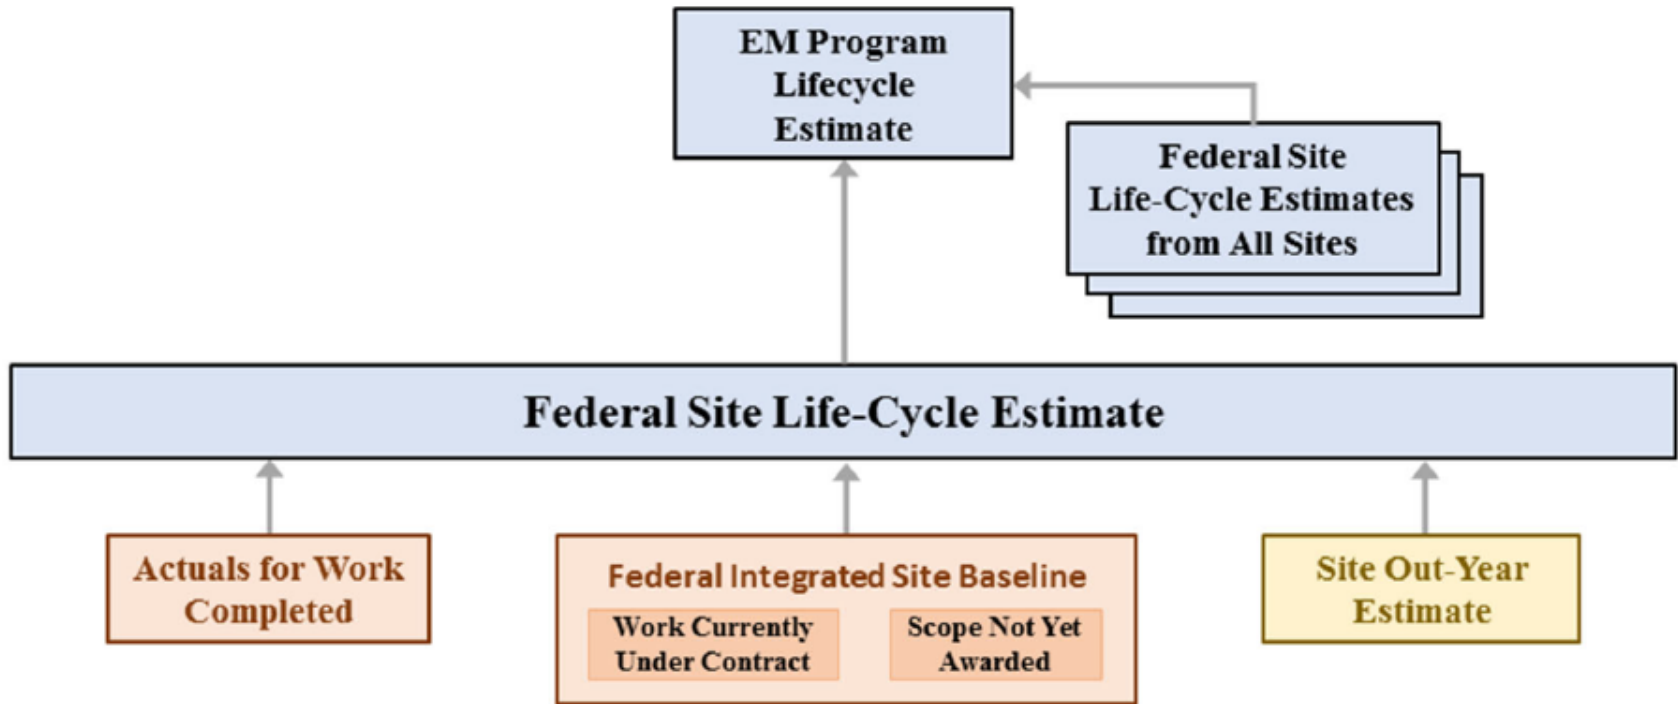 EM Program
Lifecycle
Estimate
Federal Site
Life-Cycle Estimates
from All Sites
Federal Site Life-Cycle Estimate
Actuals for Work
Completed
Federal Integrated Site Baseline
Work Currently
Under Contract
Scope Not Yet
Awarded
Site Out-Year
Estimate